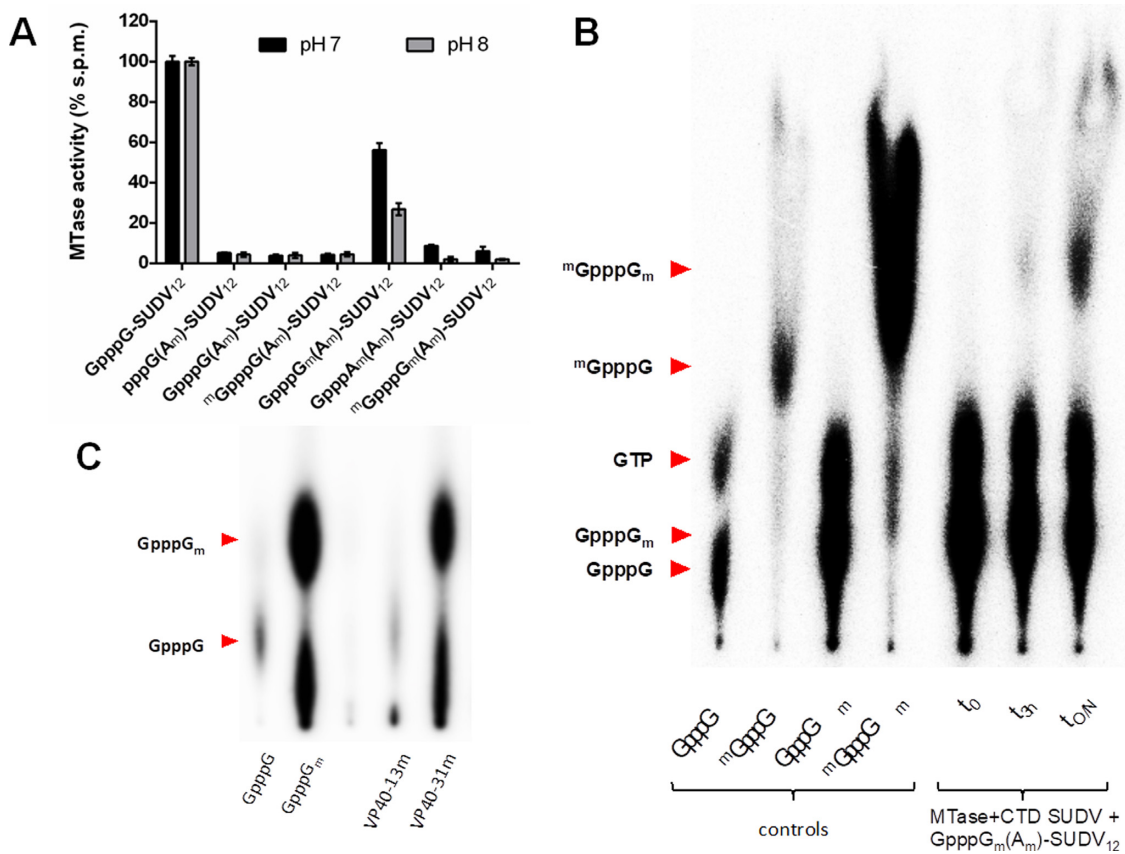 A
MTase activity (% s.p.m.)
120
100
80
60
40
20
0
pH 7
pH 8
GpppG-SUDV12
pppG(Am)-SUDV12
GpppG(Am)-SUDV12
mGpppG(Am)-SUDV12
GpppGm(Am)-SUDV12
GpppAm(Am)-SUDV12
mGpppGm(Am)-SUDV12
B
mGpppGm
mGpppG
GTP
GpppGm
GpppG
GpppG
mGpppG
GpppG m
mGpppG m
t0
t3h
tO/N
controls
MTase+CTD SUDV +
GpppGm(Am)-SUDV12
C
GpppGm
GpppG
GpppG
GpppGm
VP40-13m
VP40-31m